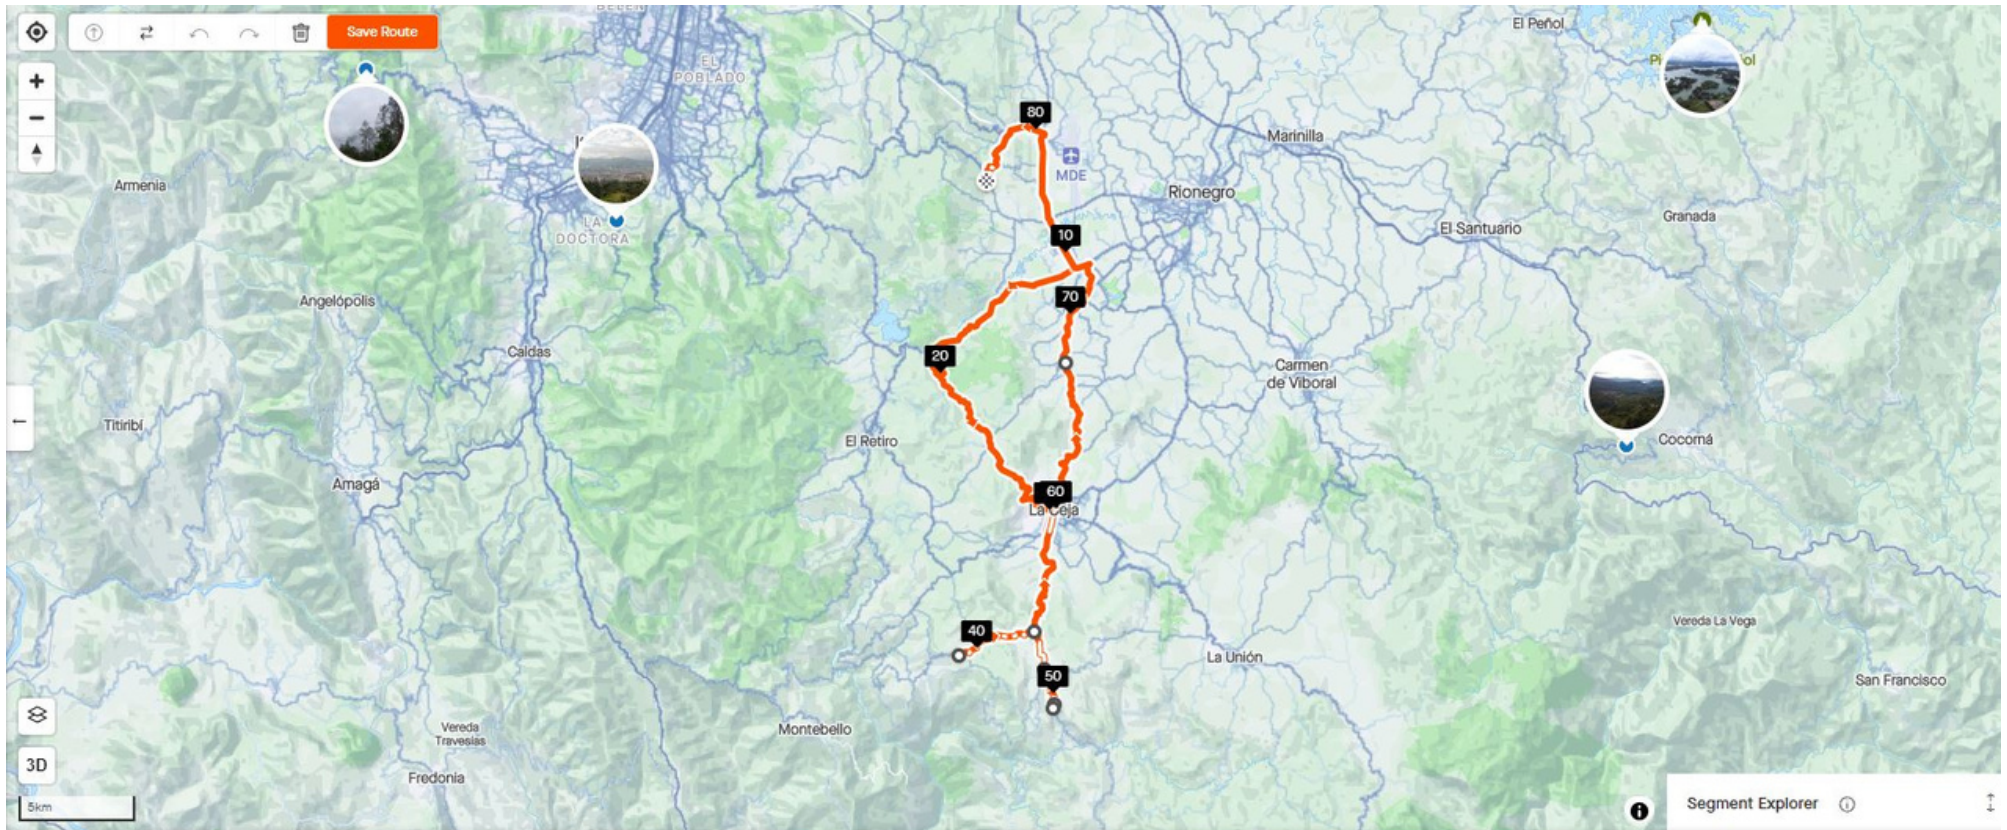 BELÉN
El Peñol
Save Route
EL
POBLADO
80
Marinilla
MDE
Armenia
Rionegro
Granada
LA
DOCTORA
El Santuario
10
Angelópolis
70
Caldas
20
Carmen
de Viboral
Titiribí
El Retiro
Cocorná
Amagá
60
La Ceja
40
Vereda La Vega
La Unión
50
San Francisco
Montebello
Vereda
Travesías
3D
Fredonia
5km
Segment Explorer